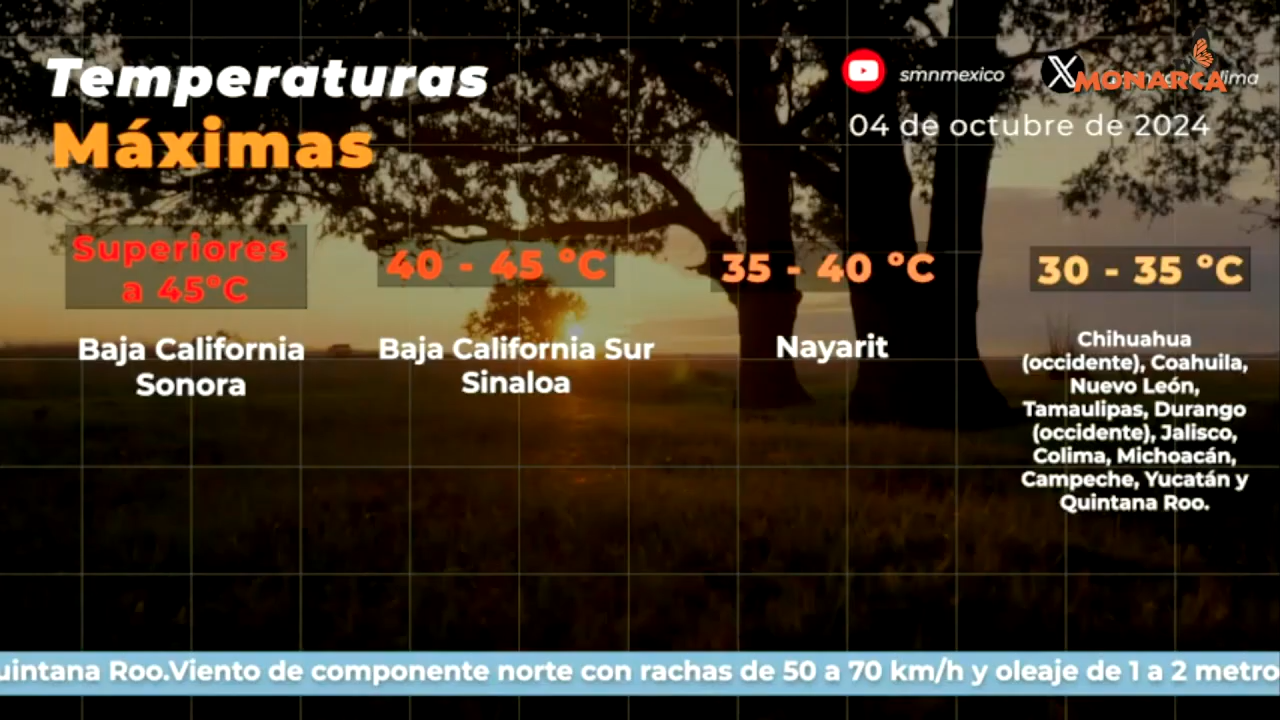 Temperaturas
Máximas
smnmexico
MONARCA
04 de octubre de 2024
Superiores
a 45°C
Baja California
Sonora
40 - 45 °C
Baja California Sur
Sinaloa
35 - 40 °C
Nayarit
30 - 35 °C
Chihuahua
(occidente), Coahuila,
Nuevo León,
Tamaulipas, Durango
(occidente), Jalisco,
Colima, Michoacán,
Campeche, Yucatán y
Quintana Roo.
uintana Roo.Viento de componente norte con rachas de 50 a 70 km/h y oleaje de 1 a 2 metro